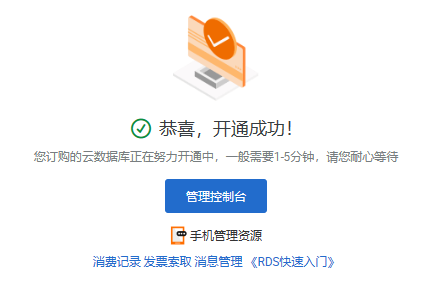 恭喜，开通成功！
您订购的云数据库正在努力开通中，一般需要1-5分钟，请您耐心等待
管理控制台
手机管理资源
消费记录 发票索取 消息管理 《RDS快速入门》